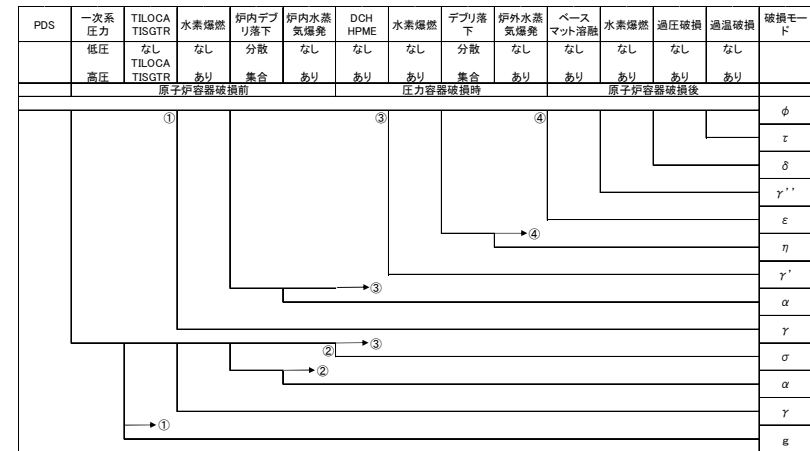 PDS
一次系
圧力
TILOCA
TISGTR
水素爆燃
炉内デブ
リ落下
炉内水蒸
気爆発
DCH
HPME
水素爆燃
デブリ落
下
炉外水蒸
気爆発
ベース
マット溶融
水素爆燃
過圧破損
過温破損
破損モー
ド
低圧
なし
なし
分散
なし
なし
なし
分散
なし
なし
なし
なし
なし
TILOCA
高圧
TISGTR
あり
集合
あり
あり
あり
集合
あり
あり
あり
あり
あり
原子炉容器破損前
圧力容器破損時
原子炉容器破損後
φ
①
③
④
τ
δ
γ''
ε
④
η
γ'
③
α
γ
③
②
σ
②
α
γ
①
g